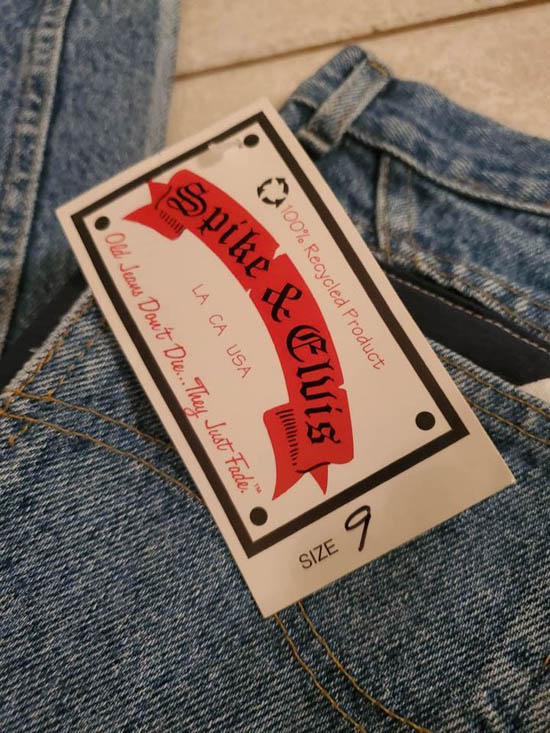 100% Recycled Product
Spike & Elvis
LA CA USA
Old Jeans Don't Die... They Just Fade.™
SIZE 9